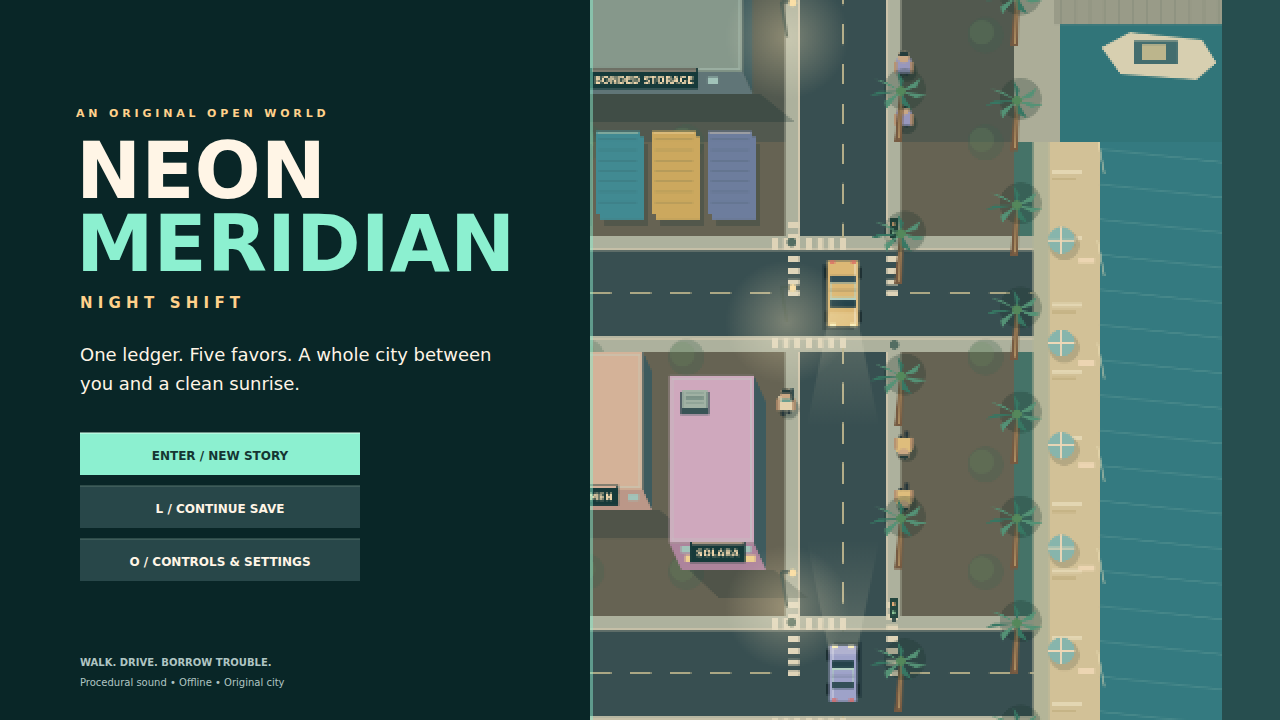 AN ORIGINAL OPEN WORLD
NEON
MERIDIAN
NIGHT SHIFT
One ledger. Five favors. A whole city between
you and a clean sunrise.
ENTER / NEW STORY
L / CONTINUE SAVE
O / CONTROLS & SETTINGS
WALK. DRIVE. BORROW TROUBLE.
Procedural sound • Offline • Original city
BONDED STORAGE
SOLARA